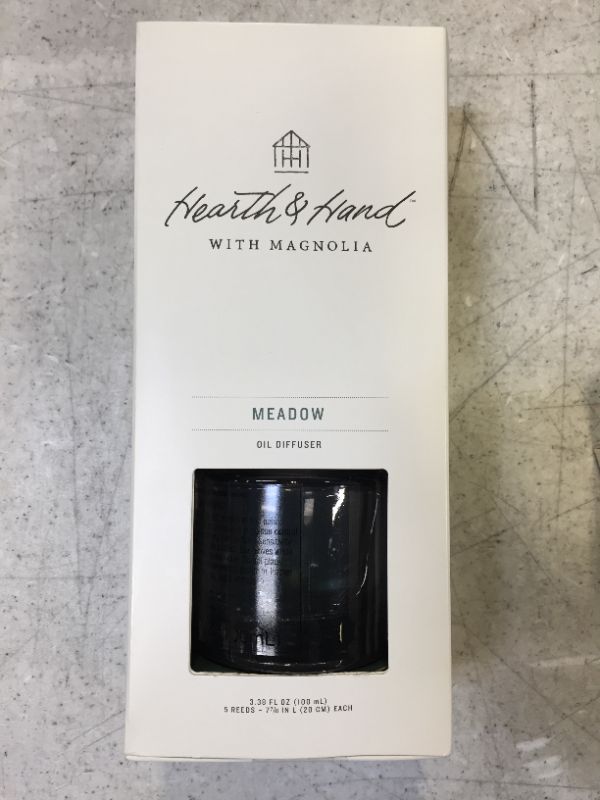 Hearth & Hand™
WITH MAGNOLIA
MEADOW
OIL DIFFUSER
3.38 FL OZ (100 mL)
5 REEDS – 7⅞ IN L (20 CM) EACH